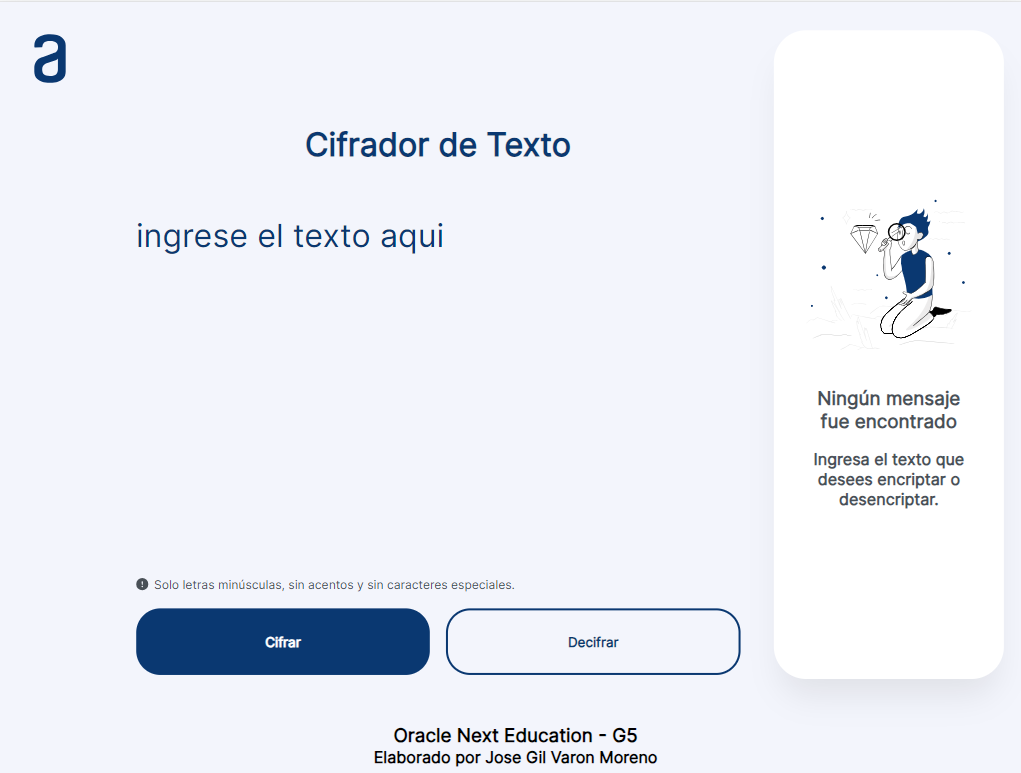 a
Cifrador de Texto
ingrese el texto aqui
Ningún mensaje
fue encontrado
Ingresa el texto que
desees encriptar o
desencriptar.
Solo letras minúsculas, sin acentos y sin caracteres especiales.
Cifrar
Decifrar
Oracle Next Education - G5
Elaborado por Jose Gil Varon Moreno